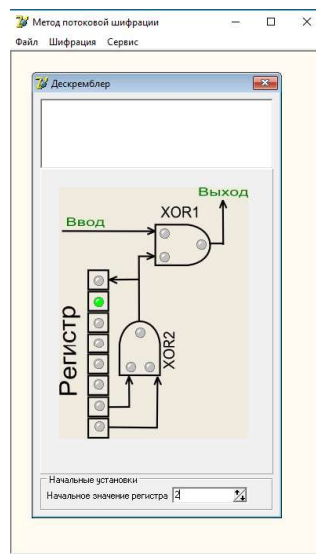 Метод потоковой шифрации
Файл Шифрация Сервис
Дескремблер
Выход
Ввод
XOR1
Регистр
XOR2
Начальные установки
Начальное значение регистра 2